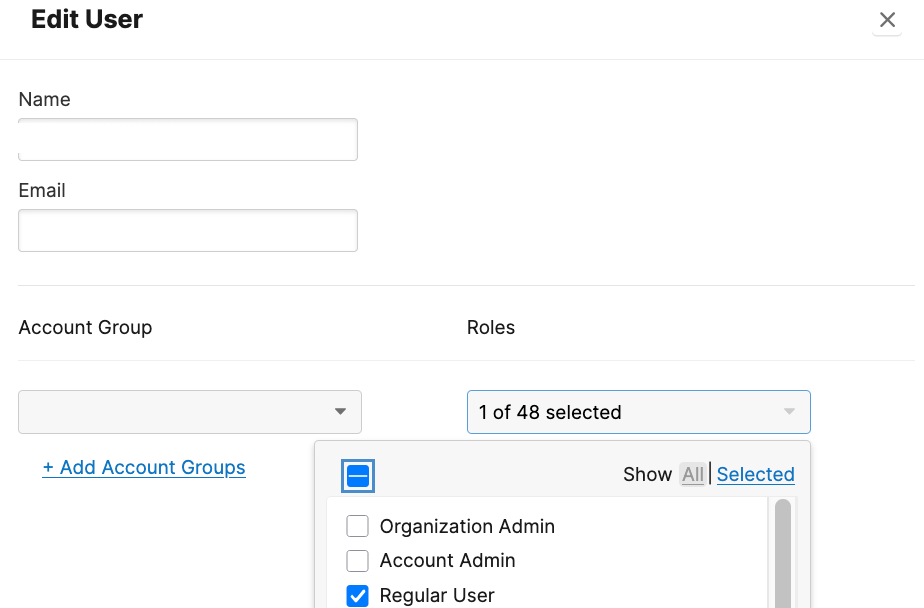 Edit User
Name
Email
Account Group
Roles
1 of 48 selected
+ Add Account Groups
Show All | Selected
Organization Admin
Account Admin
Regular User